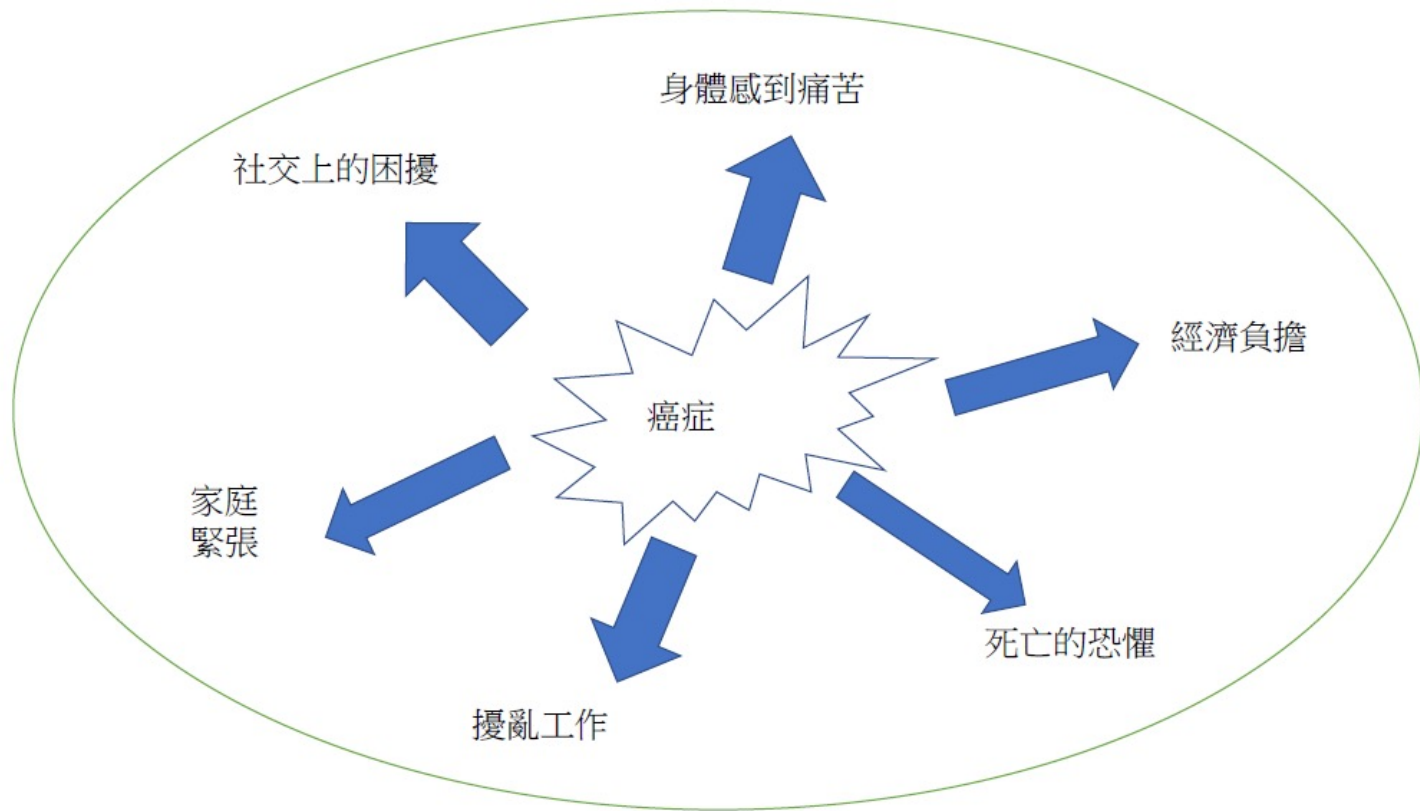 身體感到痛苦
社交上的困擾
經濟負擔
癌症
家庭
緊張
死亡的恐懼
擾亂工作